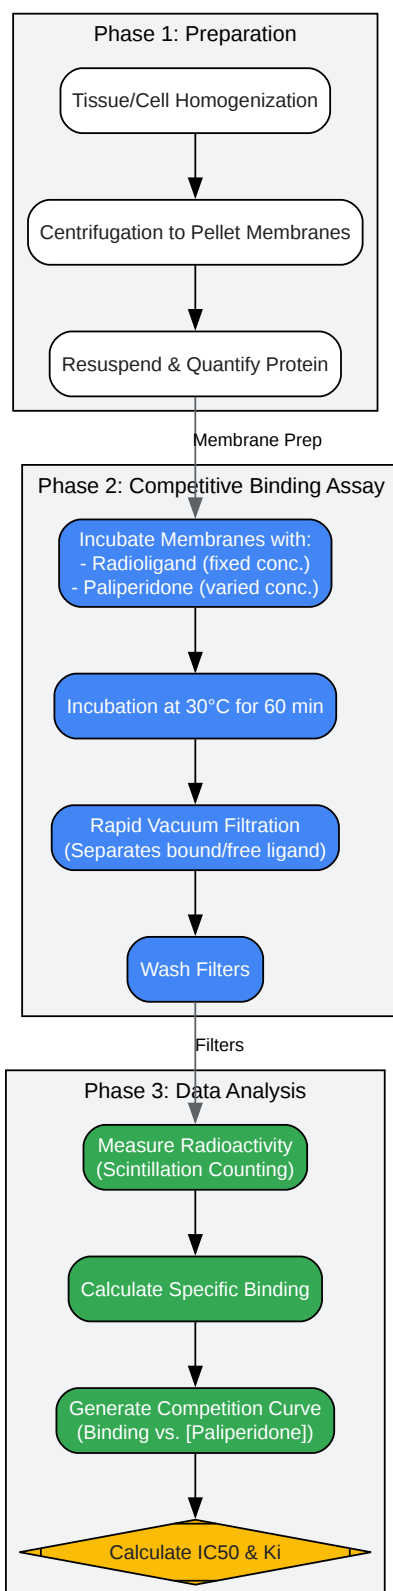 Phase 1: Preparation
Tissue/Cell Homogenization
Centrifugation to Pellet Membranes
Resuspend & Quantify Protein
Membrane Prep
Phase 2: Competitive Binding Assay
Incubate Membranes with:
- Radioligand (fixed conc.)
- Paliperidone (varied conc.)
Incubation at 30°C for 60 min
Rapid Vacuum Filtration
(Separates bound/free ligand)
Wash Filters
Filters
Phase 3: Data Analysis
Measure Radioactivity
(Scintillation Counting)
Calculate Specific Binding
Generate Competition Curve
(Binding vs. [Paliperidone])
Calculate IC50 & Ki